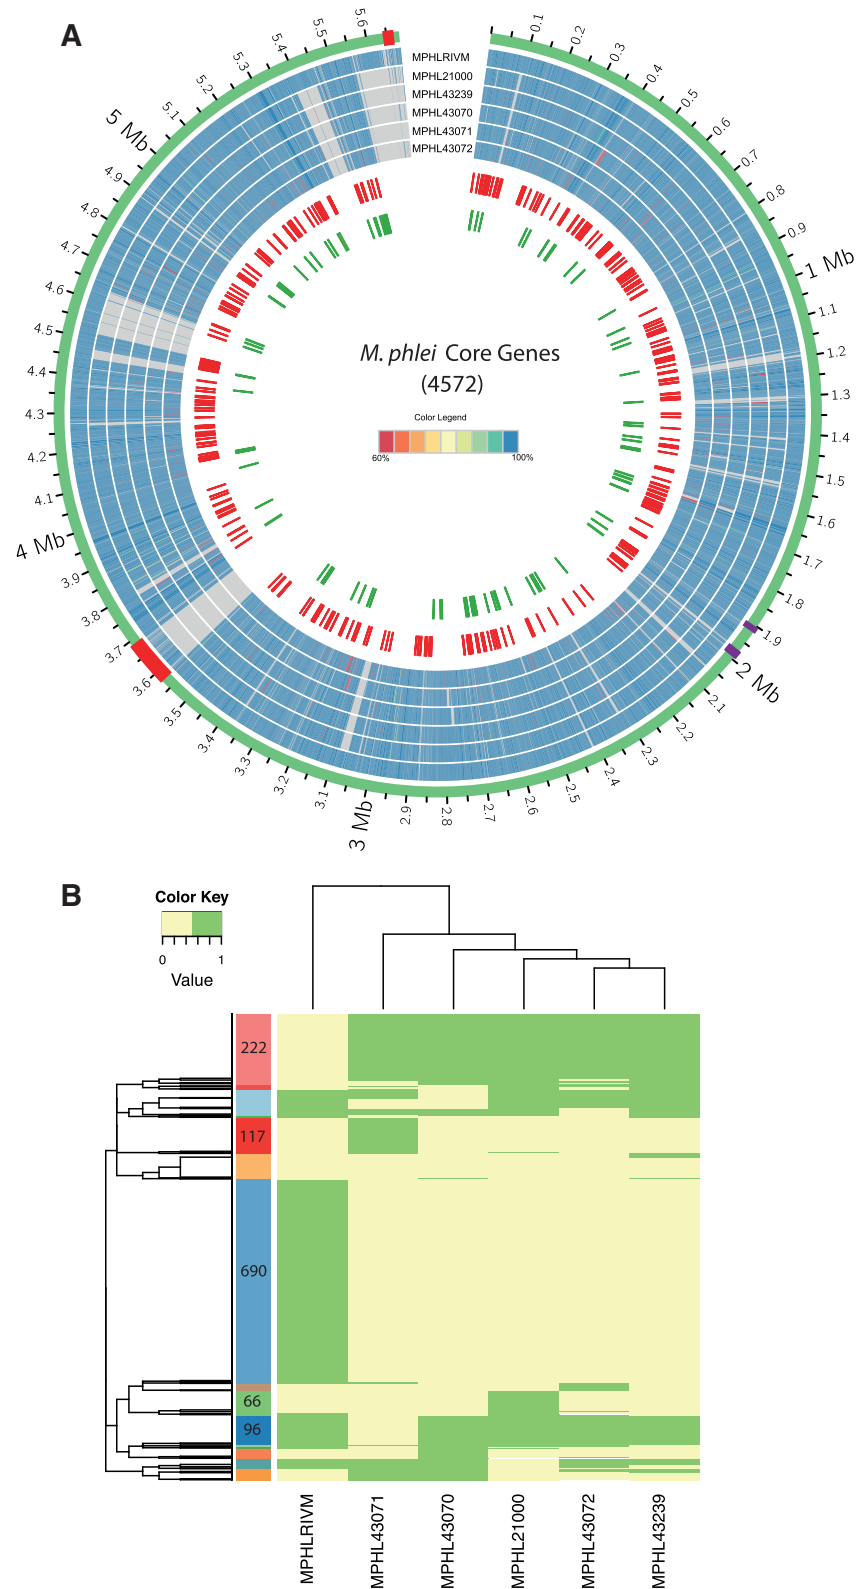 A
MPHLRIVM
MPHL21000
MPHL43239
MPHL43070
MPHL43071
MPHL43072
0.1
0.2
0.3
0.4
0.5
0.6
0.7
0.8
0.9
1 Mb
1.1
1.2
1.3
1.4
1.5
1.6
1.7
1.8
1.9
2 Mb
2.1
2.2
2.3
2.4
2.5
2.6
2.7
2.8
2.9
3 Mb
3.1
3.2
3.3
3.4
3.5
3.6
3.7
3.8
3.9
4 Mb
4.1
4.2
4.3
4.4
4.5
4.6
4.7
4.8
4.9
5 Mb
5.1
5.2
5.3
5.4
5.5
5.6
M. phlei Core Genes
(4572)
Color Legend
60% 100%
B
Color Key
0 1
Value
222
117
690
66
96
MPHLRIVM
MPHL43071
MPHL43070
MPHL21000
MPHL43072
MPHL43239